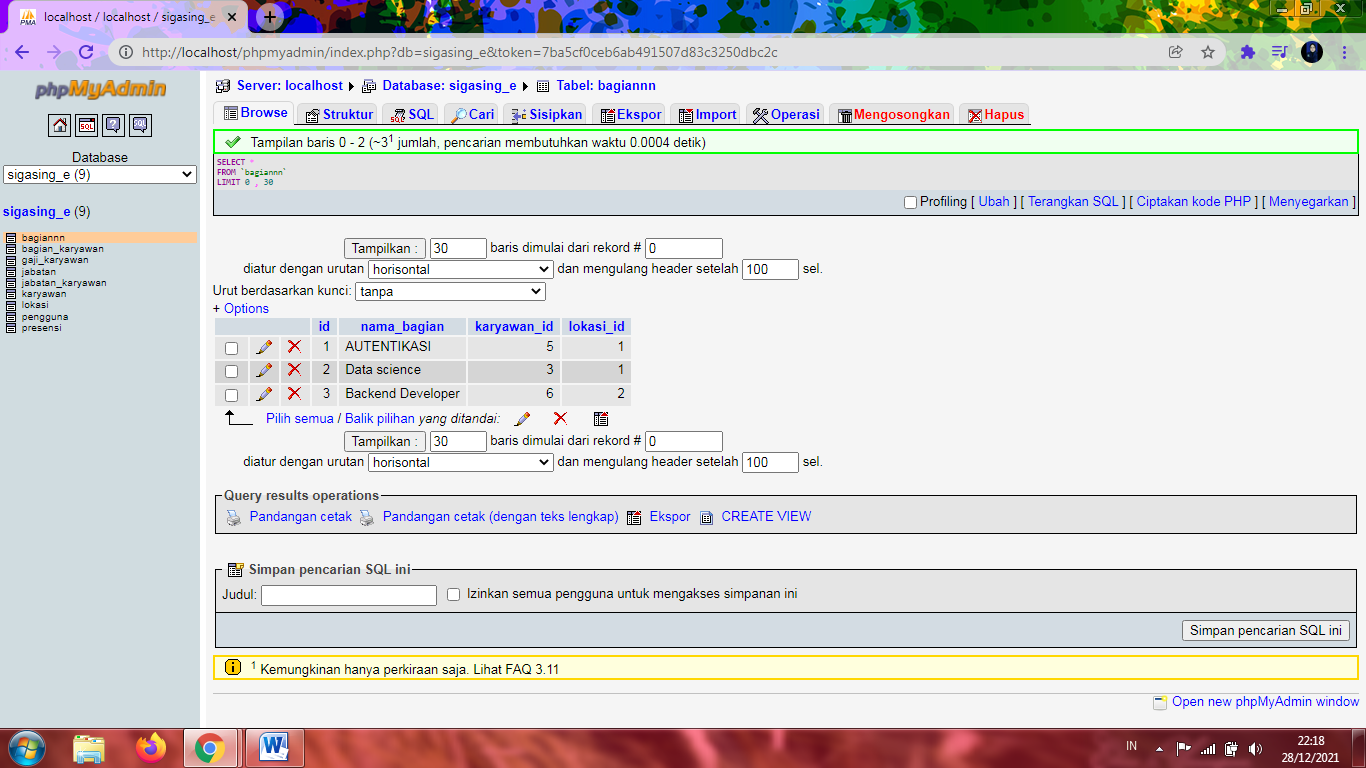 localhost / localhost / sigasing_e
http://localhost/phpmyadmin/index.php?db=sigasing_e&token=7ba5cf0ceb6ab491507d83c3250dbc2c
phpMyAdmin
Database
sigasing_e (9)
sigasing_e (9)
bagiannn
bagian_karyawan
gaji_karyawan
jabatan
jabatan_karyawan
karyawan
lokasi
pengguna
presensi
Server: localhost Database: sigasing_e Tabel: bagiannn
Browse Struktur SQL Cari Sisipkan Ekspor Import Operasi Mengosongkan Hapus
Tampilan baris 0 - 2 (~3¹ jumlah, pencarian membutuhkan waktu 0.0004 detik)
SELECT *
FROM `bagiannn`
LIMIT 0 , 30
Profiling [ Ubah ] [ Terangkan SQL ] [ Ciptakan kode PHP ] [ Menyegarkan ]
Tampilkan : 30 baris dimulai dari rekord # 0
diatur dengan urutan horisontal dan mengulang header setelah 100 sel.
Urut berdasarkan kunci: tanpa
+ Options
id nama_bagian karyawan_id lokasi_id
1 AUTENTIKASI 5 1
2 Data science 3 1
3 Backend Developer 6 2
Pilih semua / Balik pilihan yang ditandai:
Tampilkan : 30 baris dimulai dari rekord # 0
diatur dengan urutan horisontal dan mengulang header setelah 100 sel.
Query results operations
Pandangan cetak Pandangan cetak (dengan teks lengkap) Ekspor CREATE VIEW
Simpan pencarian SQL ini
Judul: Izinkan semua pengguna untuk mengakses simpanan ini
Simpan pencarian SQL ini
¹ Kemungkinan hanya perkiraan saja. Lihat FAQ 3.11
Open new phpMyAdmin window
IN
22:18
28/12/2021